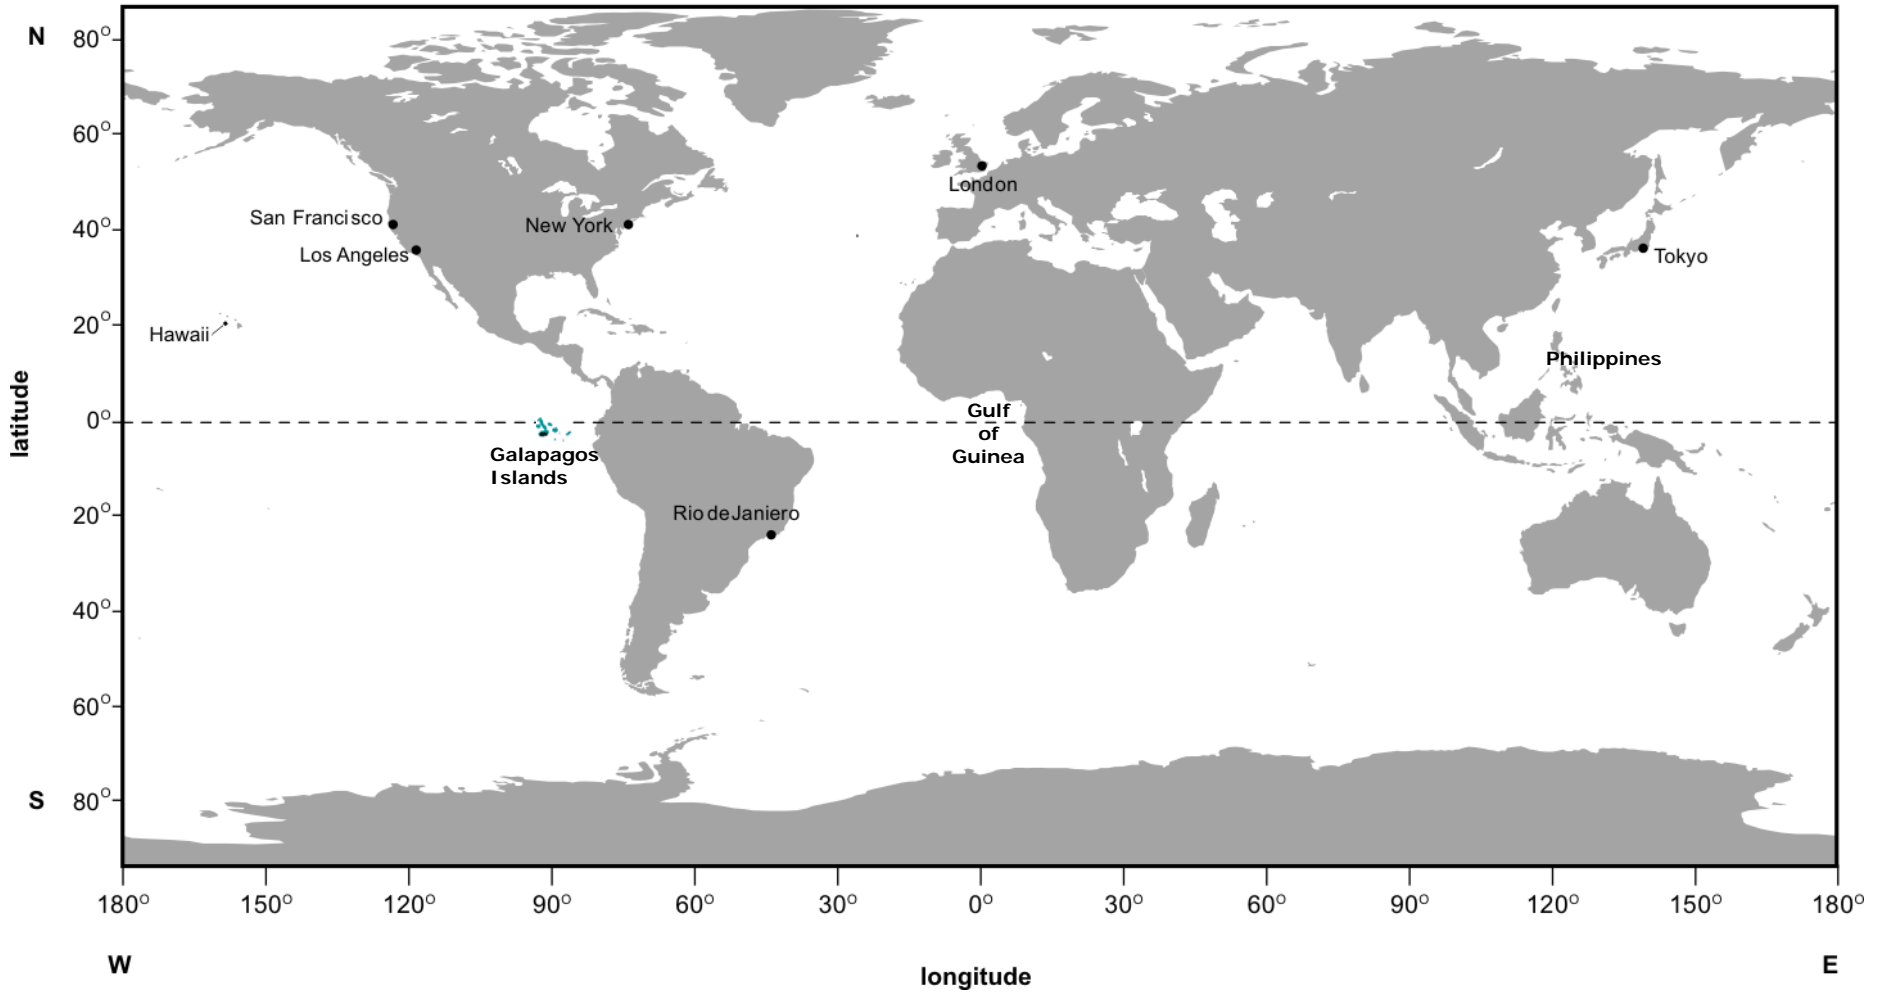 N
80°
60°
40°
20°
0°
20°
40°
60°
80°
S
latitude
San Francisco
Los Angeles
New York
London
Tokyo
Hawaii
Philippines
Galapagos
Islands
Gulf
of
Guinea
Rio de Janiero
180° 150° 120° 90° 60° 30° 0° 30° 60° 90° 120° 150° 180°
W
longitude
E